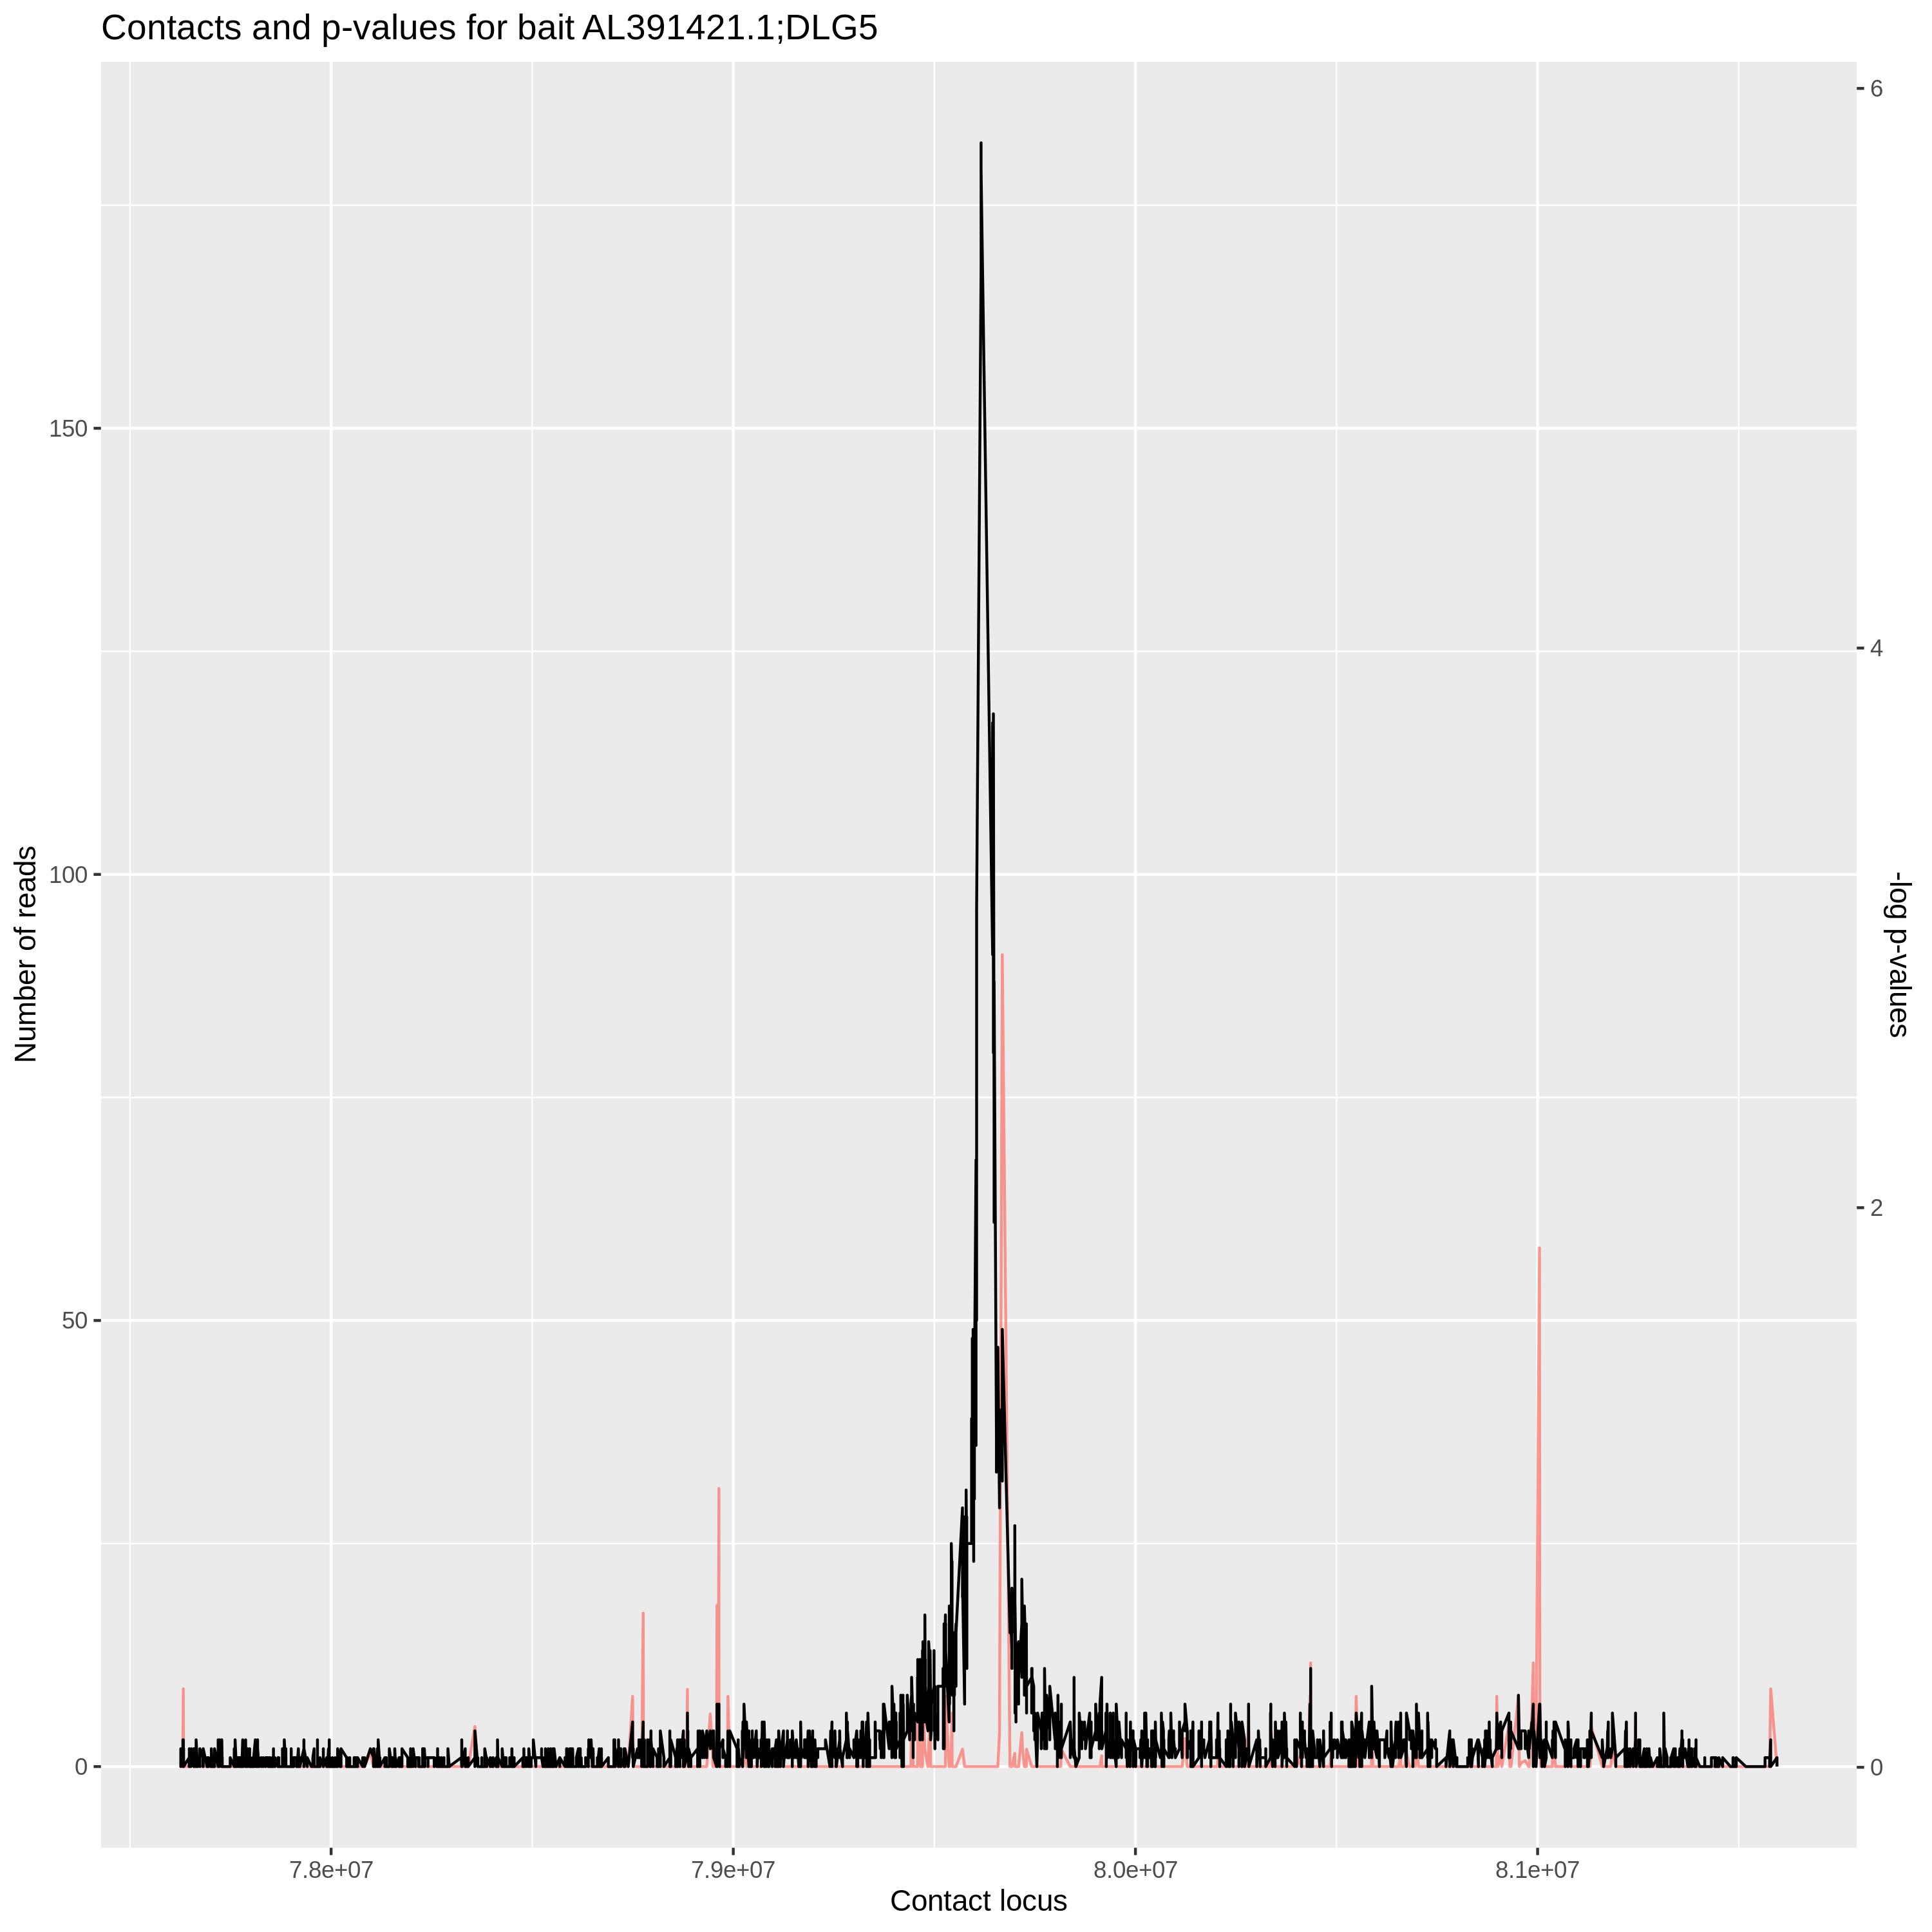 Contacts and p-values for bait AL391421.1;DLG5
6
150
4
100
Number of reads
-log p-values
2
50
0
0
7.8e+07
7.9e+07
8.0e+07
8.1e+07
Contact locus